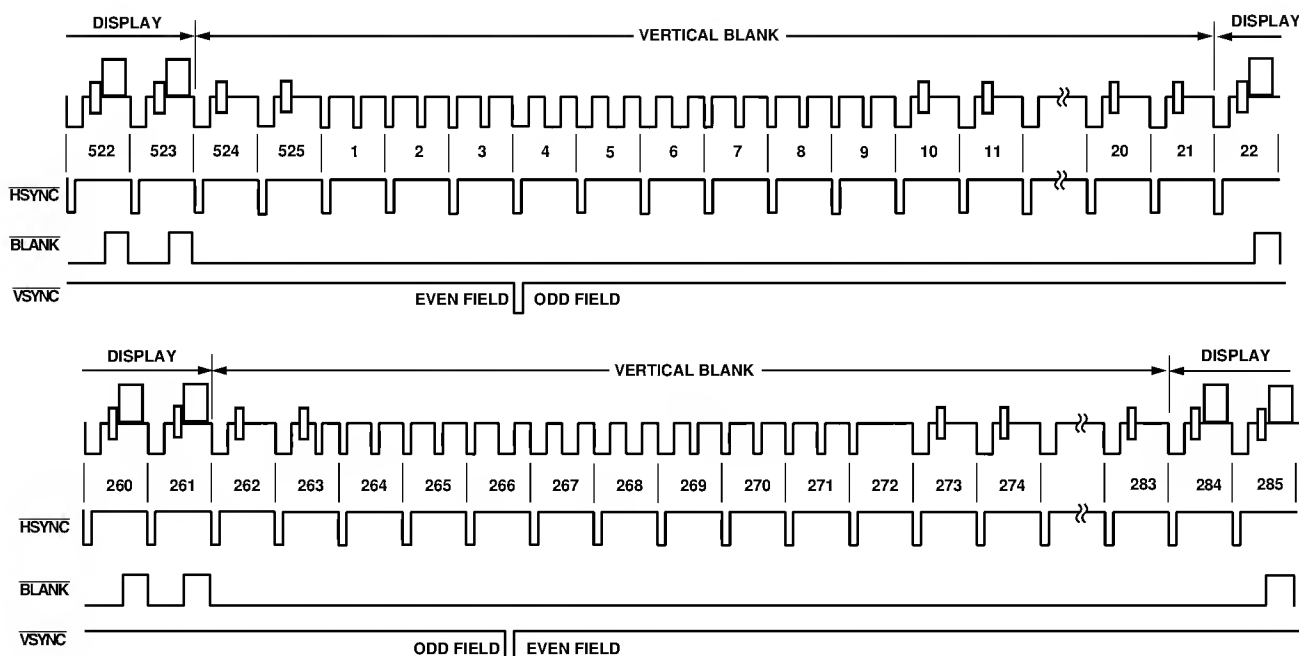 DISPLAY VERTICAL BLANK DISPLAY
522 523 524 525 1 2 3 4 5 6 7 8 9 10 11 20 21 22
HSYNC
BLANK
VSYNC EVEN FIELD ODD FIELD
DISPLAY VERTICAL BLANK DISPLAY
260 261 262 263 264 265 266 267 268 269 270 271 272 273 274 283 284 285
HSYNC
BLANK
VSYNC ODD FIELD EVEN FIELD